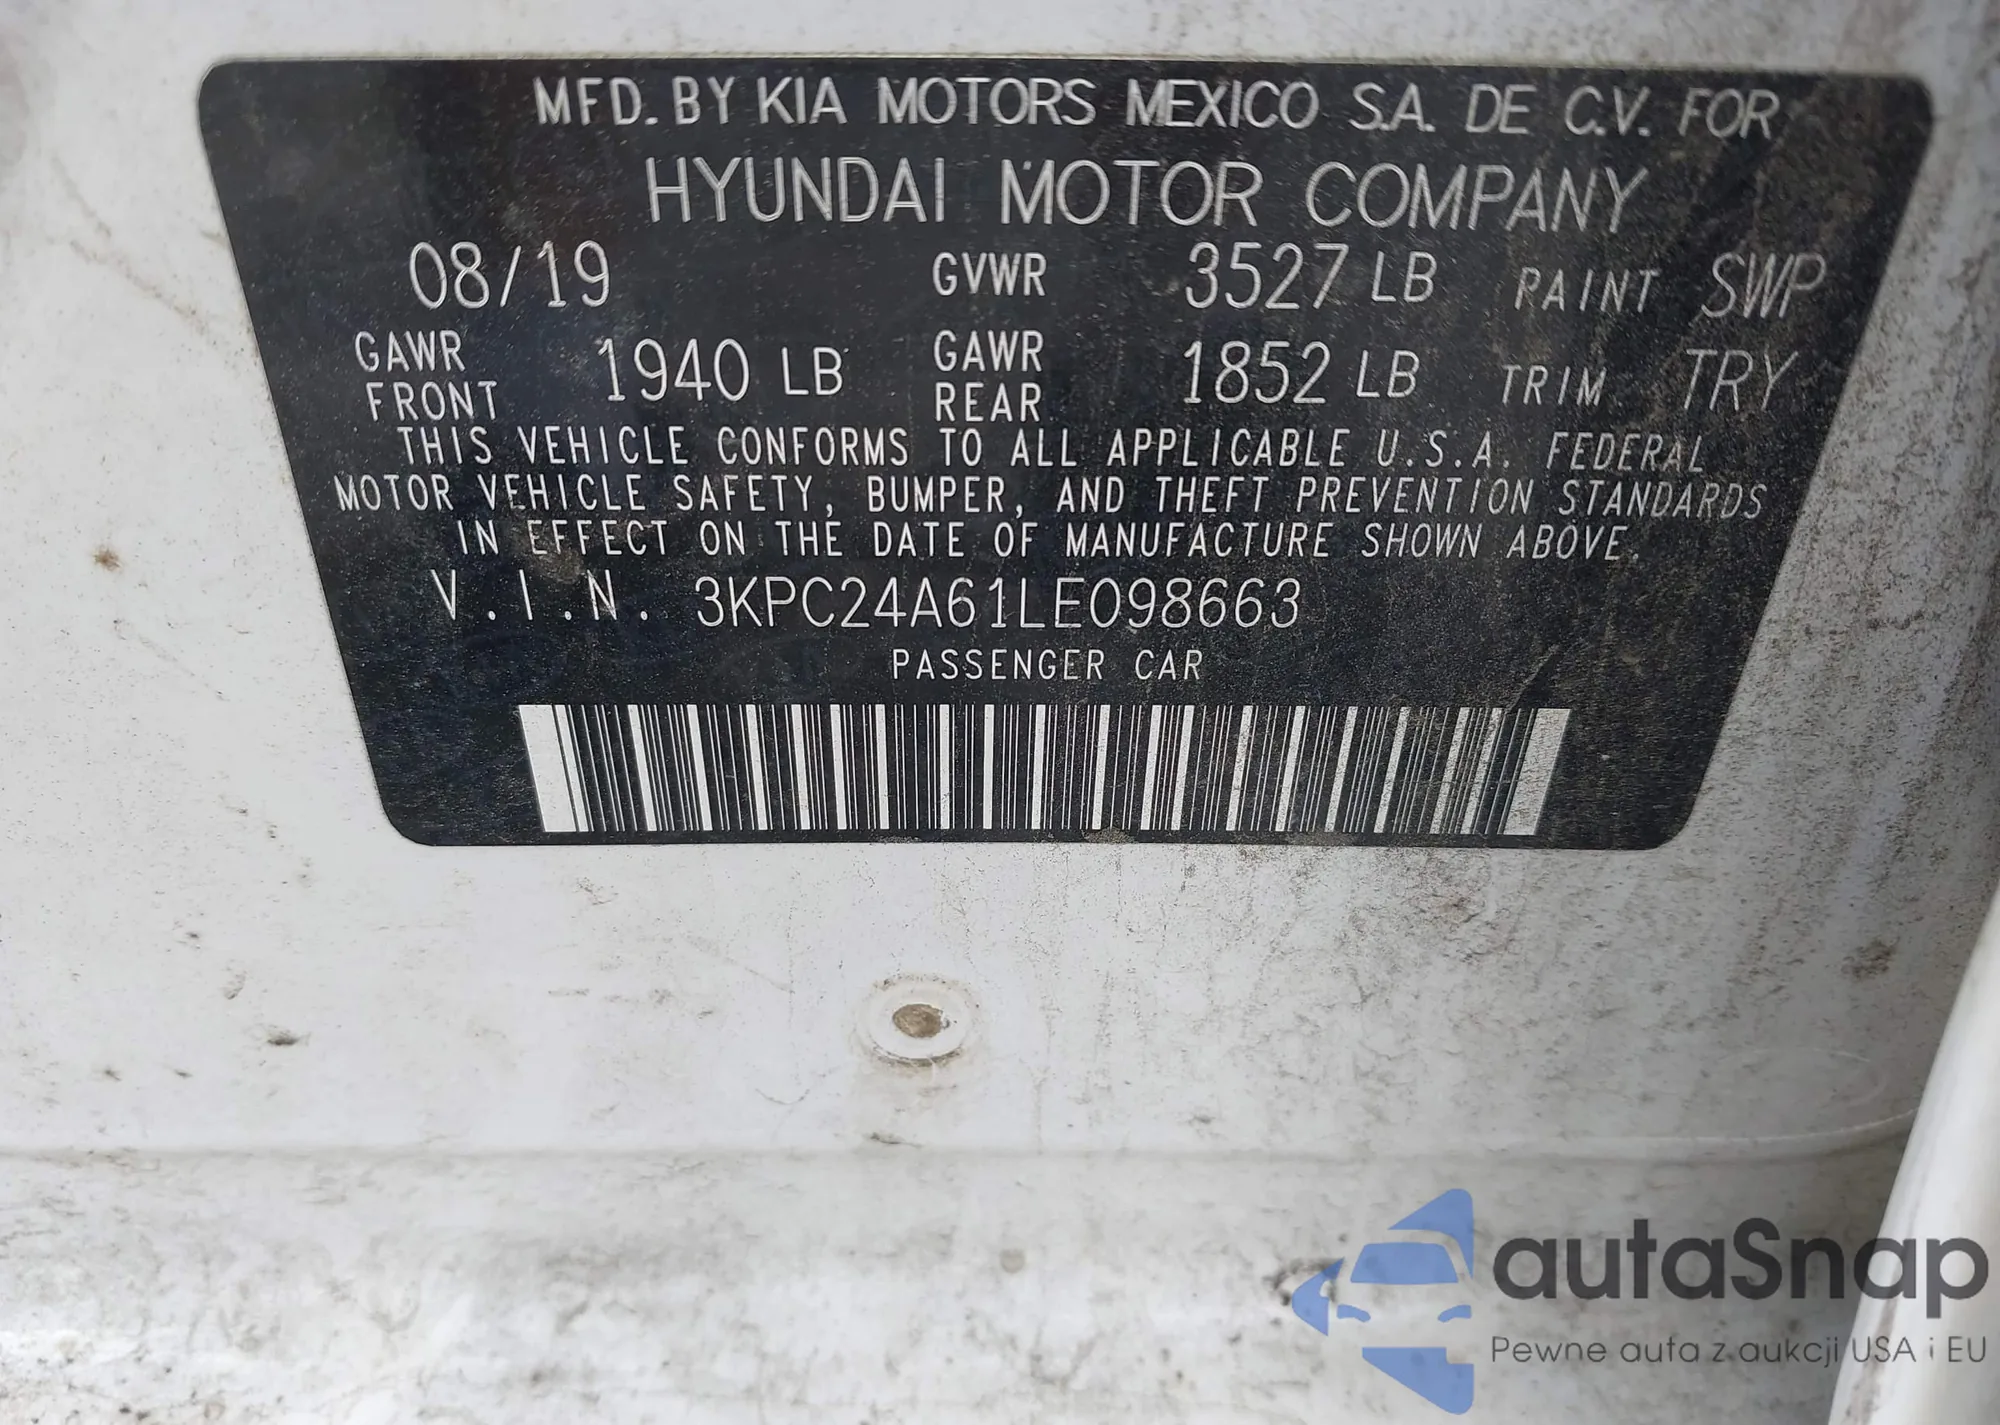 MFD. BY KIA MOTORS MEXICO S.A. DE C.V. FOR
HYUNDAI MOTOR COMPANY
08/19 GVWR 3527 LB PAINT SWP
GAWR FRONT 1940 LB GAWR REAR 1852 LB TRIM TRY
THIS VEHICLE CONFORMS TO ALL APPLICABLE U.S.A. FEDERAL
MOTOR VEHICLE SAFETY, BUMPER, AND THEFT PREVENTION STANDARDS
IN EFFECT ON THE DATE OF MANUFACTURE SHOWN ABOVE.
V.I.N. 3KPC24A61LE098663
PASSENGER CAR
autaSnap
Pewne auta z aukcji USA i EU